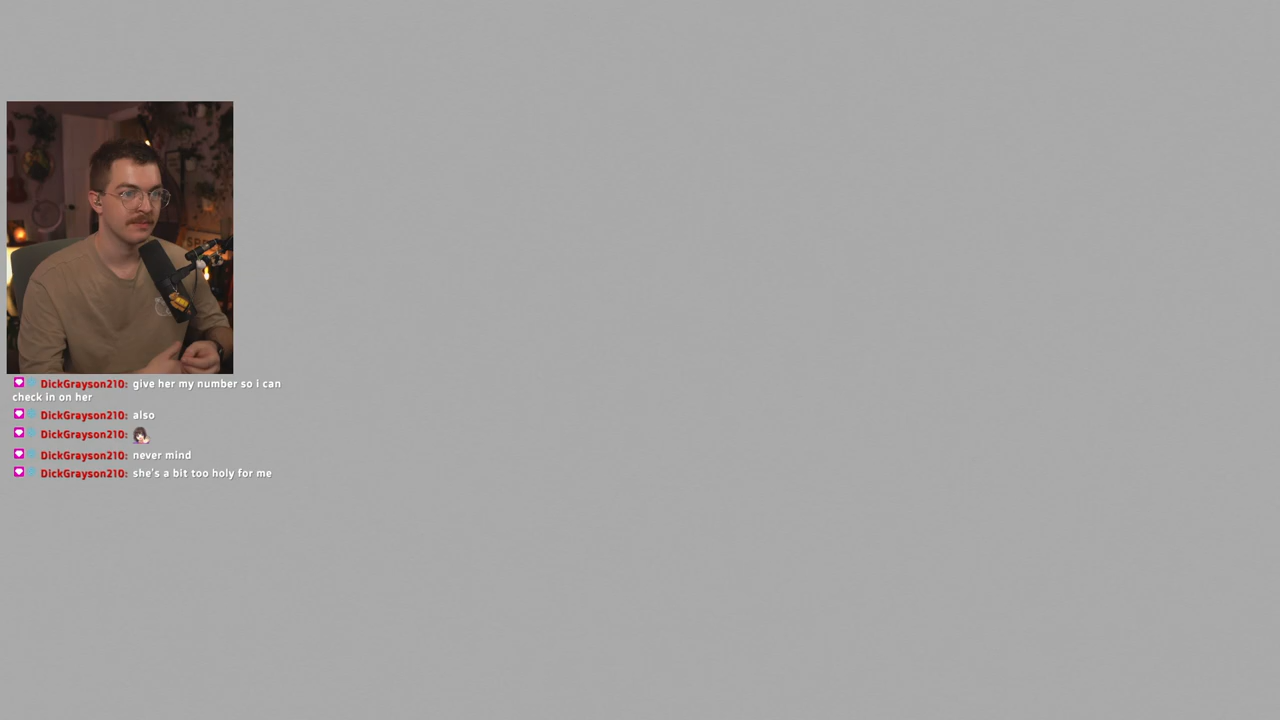 DickGrayson210: give her my number so i can
check in on her
DickGrayson210: also
DickGrayson210:
DickGrayson210: never mind
DickGrayson210: she's a bit too holy for me